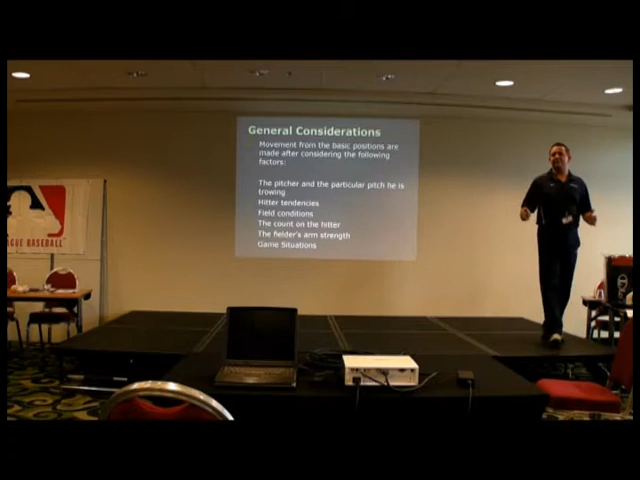 General Considerations
Movement from the basic positions are
made after considering the following
factors:
The pitcher and the particular pitch he is
trowing
Hitter tendencies
Field conditions
The count on the hitter
The fielder's arm strength
Game Situations
AGUE BASEBALL